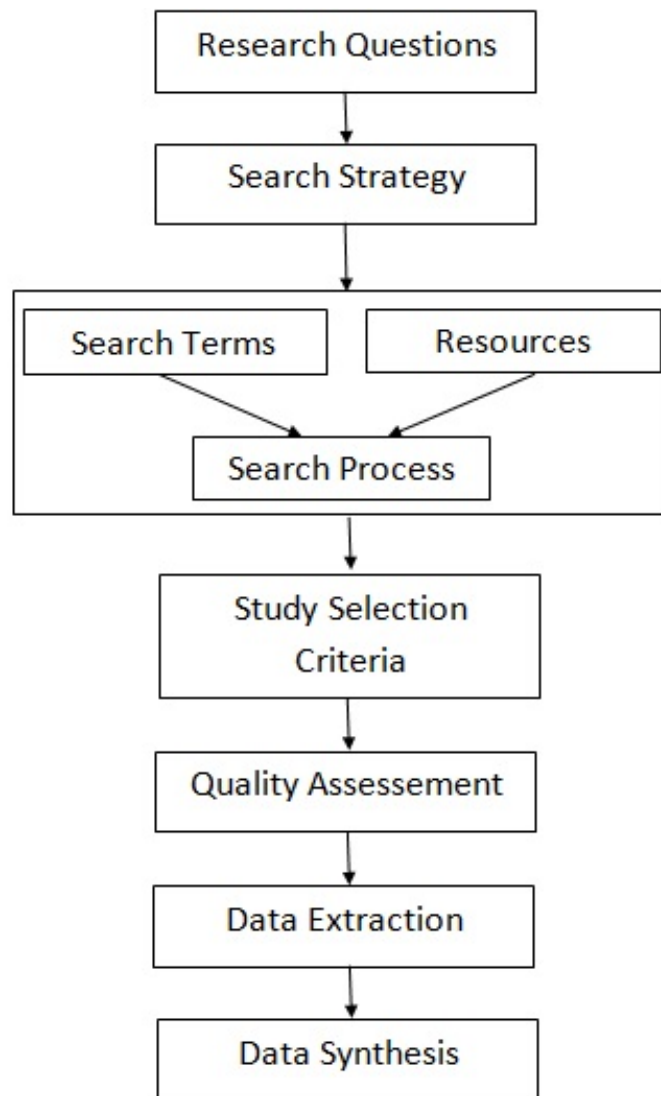 Research Questions
Search Strategy
Search Terms
Resources
Search Process
Study Selection
Criteria
Quality Assessement
Data Extraction
Data Synthesis